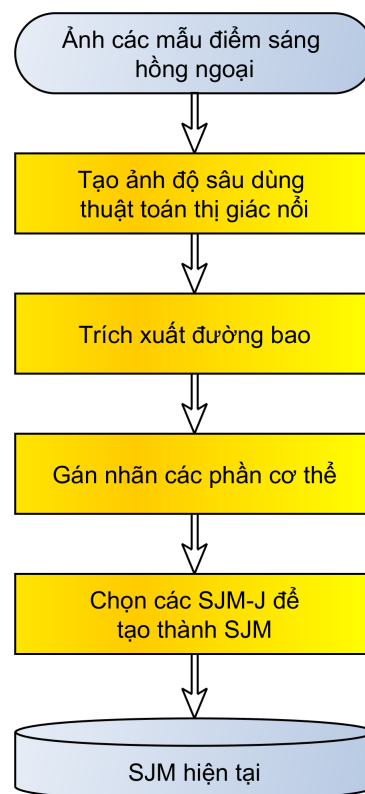 Ảnh các mẫu điểm sáng
hồng ngoại
Tạo ảnh độ sâu dùng
thuật toán thị giác nổi
Trích xuất đường bao
Gán nhãn các phần cơ thể
Chọn các SJM-J để
tạo thành SJM
SJM hiện tại